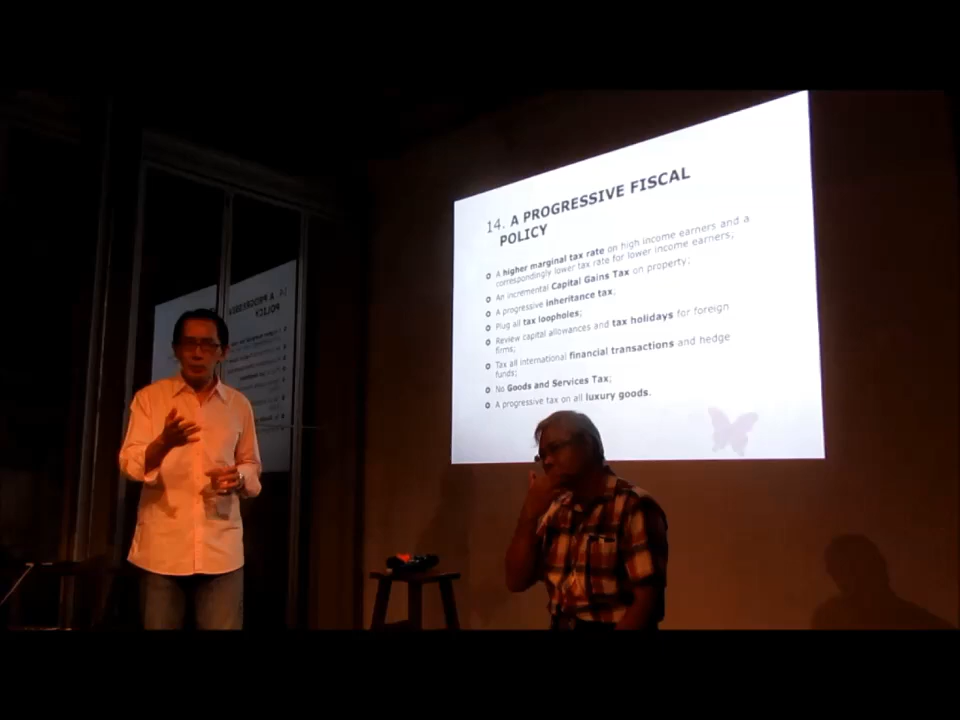 14. A PROGRESSIVE FISCAL
POLICY
A higher marginal tax rate on high income earners and a
correspondingly lower tax rate for lower income earners;
An incremental Capital Gains Tax on property;
A progressive inheritance tax;
Plug all tax loopholes;
Review capital allowances and tax holidays for foreign
firms;
Tax all international financial transactions and hedge
funds;
No Goods and Services Tax;
A progressive tax on all luxury goods.
14
A PROGRESSIV
POLICY